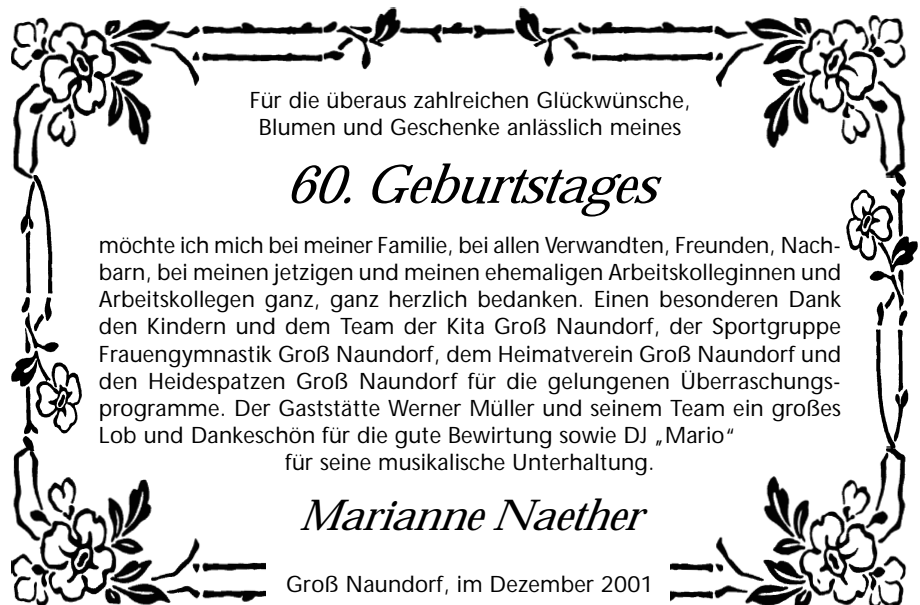 Für die überaus zahlreichen Glückwünsche,
Blumen und Geschenke anlässlich meines
60. Geburtstages
möchte ich mich bei meiner Familie, bei allen Verwandten, Freunden, Nach-
barn, bei meinen jetzigen und meinen ehemaligen Arbeitskolleginnen und
Arbeitskollegen ganz, ganz herzlich bedanken. Einen besonderen Dank
den Kindern und dem Team der Kita Groß Naundorf, der Sportgruppe
Frauengymnastik Groß Naundorf, dem Heimatverein Groß Naundorf und
den Heidespatzen Groß Naundorf für die gelungenen Überraschungs-
programme. Der Gaststätte Werner Müller und seinem Team ein großes
Lob und Dankeschön für die gute Bewirtung sowie DJ „Mario“
für seine musikalische Unterhaltung.
Marianne Naether
Groß Naundorf, im Dezember 2001